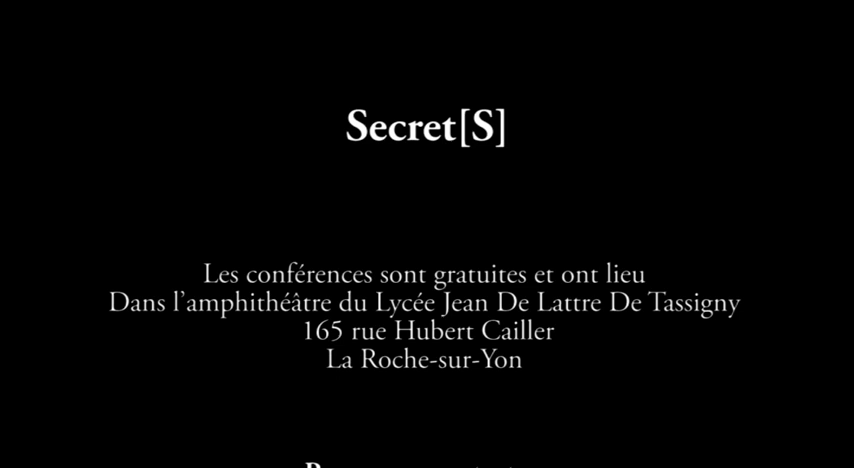 Secret[S]
Les conférences sont gratuites et ont lieu
Dans l’amphithéâtre du Lycée Jean De Lattre De Tassigny
165 rue Hubert Cailler
La Roche-sur-Yon